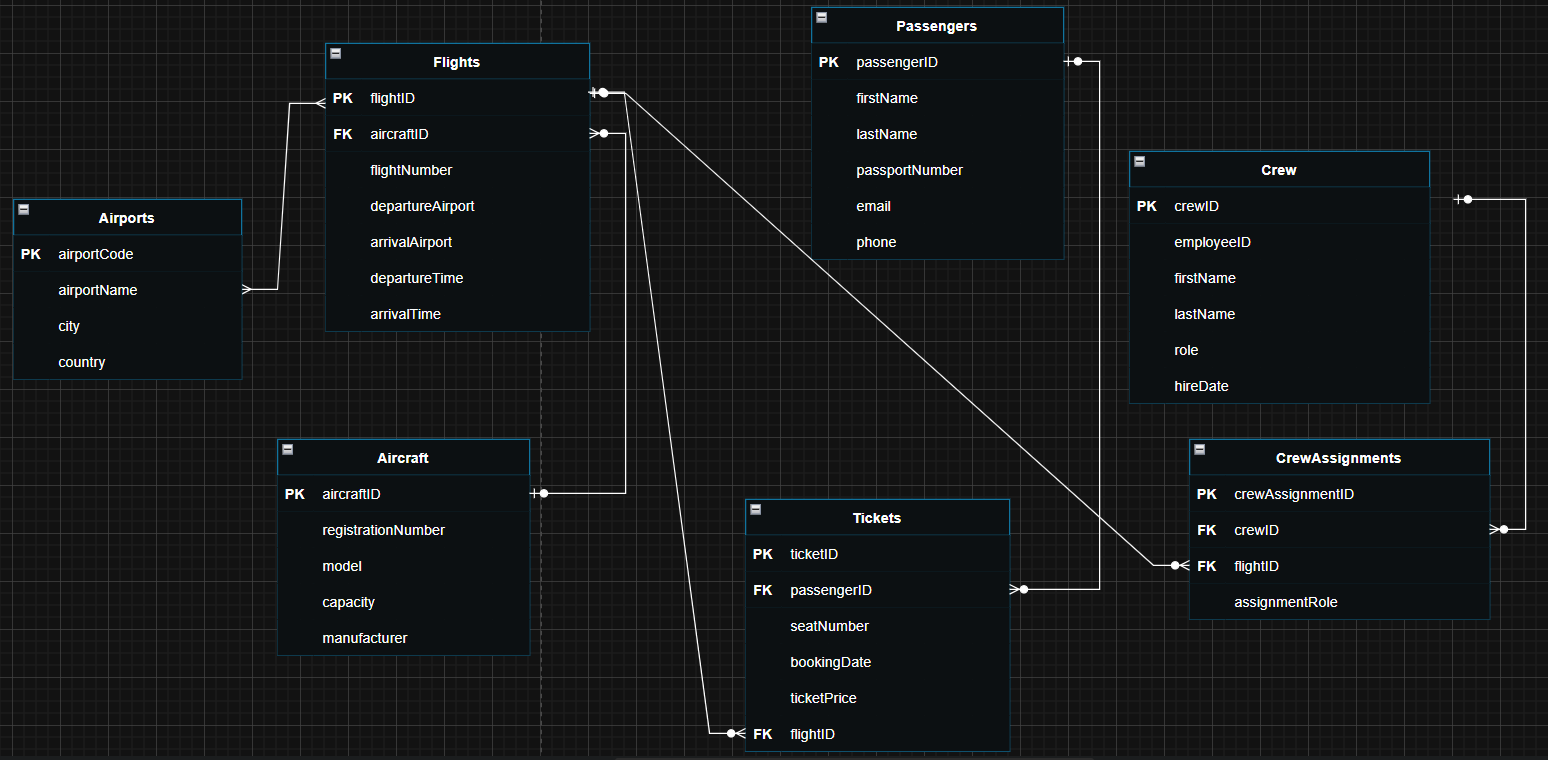 Passengers
PK passengerID
firstName
lastName
passportNumber
email
phone
Flights
PK flightID
FK aircraftID
flightNumber
departureAirport
arrivalAirport
departureTime
arrivalTime
Crew
PK crewID
employeeID
firstName
lastName
role
hireDate
Airports
PK airportCode
airportName
city
country
Aircraft
PK aircraftID
registrationNumber
model
capacity
manufacturer
CrewAssignments
PK crewAssignmentID
FK crewID
FK flightID
assignmentRole
Tickets
PK ticketID
FK passengerID
seatNumber
bookingDate
ticketPrice
FK flightID